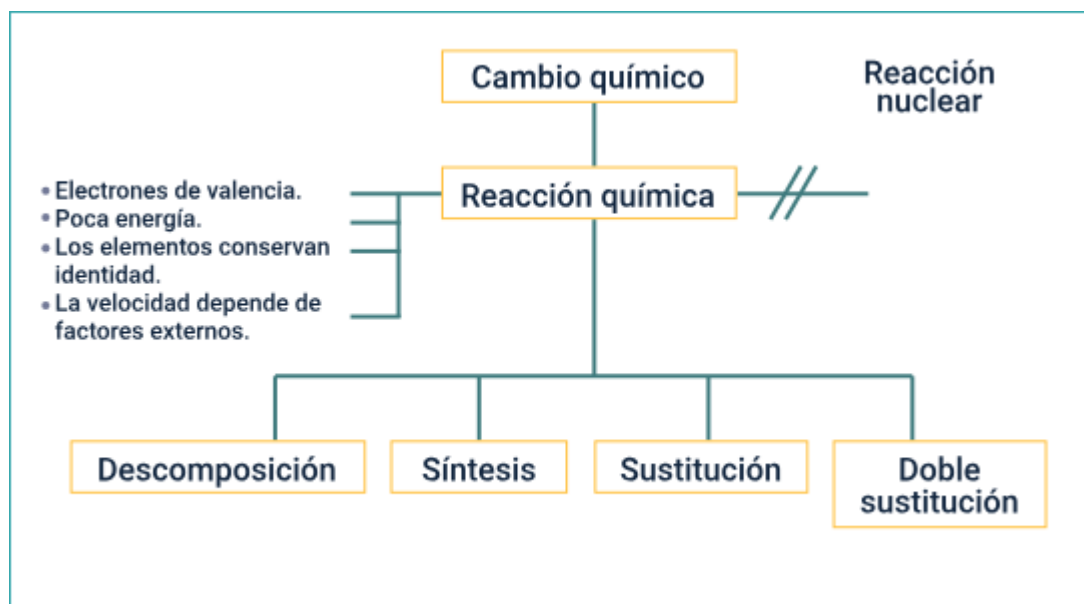 Cambio químico
Reacción
nuclear
Reacción química
• Electrones de valencia.
• Poca energía.
• Los elementos conservan
identidad.
• La velocidad depende de
factores externos.
Descomposición
Síntesis
Sustitución
Doble
sustitución